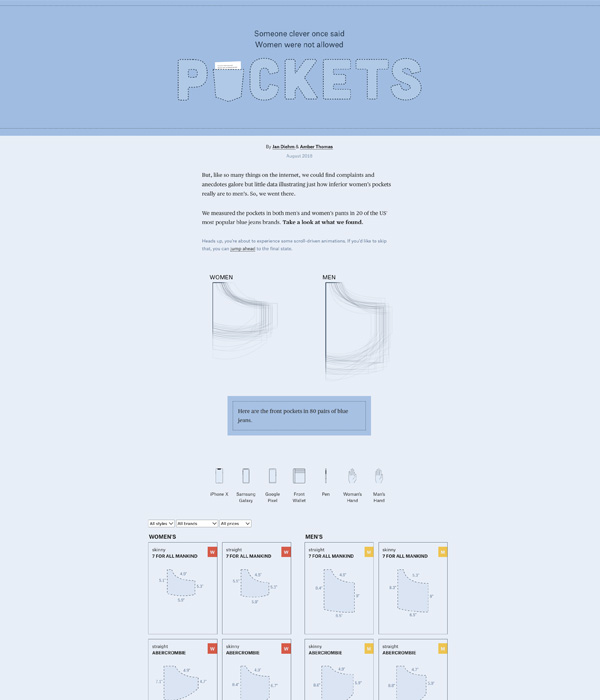 Someone clever once said
Women were not allowed
POCKETS
By Jan Diehm & Amber Thomas
But, like so many things on the internet, we could find complaints and
anecdotes galore but little data illustrating just how inferior women's pockets
really are to men's. So, we went there.
We measured the pockets in both men's and women's pants in 20 of the US'
most popular blue jeans brands. Take a look at what we found.
Heads up, you're about to experience some scroll-driven animations. If you'd like to skip
that, you can jump ahead to the final state.
WOMEN MEN
Here are the front pockets in 80 pairs of blue
jeans.
iPhone X Samsung Galaxy Google Pixel Front Wallet Pen Woman's Hand Man's Hand
All styles All brands All prices
WOMEN'S MEN'S
skinny straight straight skinny
7 FOR ALL MANKIND 7 FOR ALL MANKIND 7 FOR ALL MANKIND 7 FOR ALL MANKIND
W W W W
straight skinny skinny straight
ABERCROMBIE ABERCROMBIE ABERCROMBIE ABERCROMBIE
W W W W